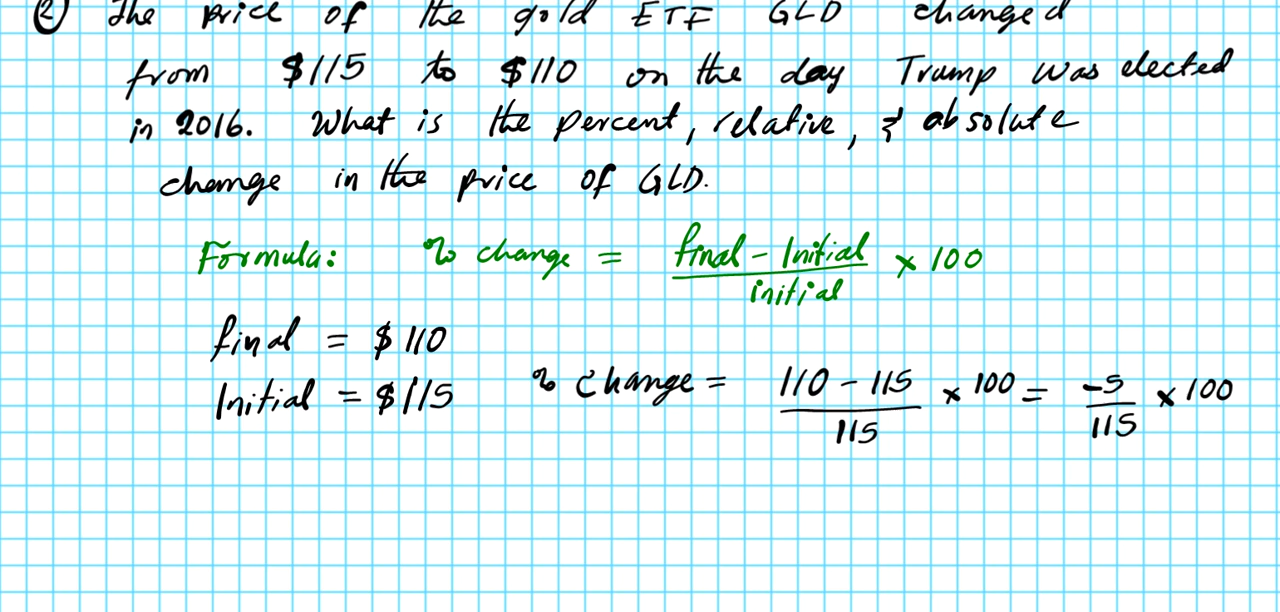 ② The price of the gold ETF GLD changed
from $115 to $110 on the day Trump was elected
in 2016. What is the percent, relative, & absolute
change in the price of GLD.
Formula: % change = final - Initial / initial × 100
final = $110
Initial = $115 % change = 110 - 115 / 115 × 100 = -5 / 115 × 100